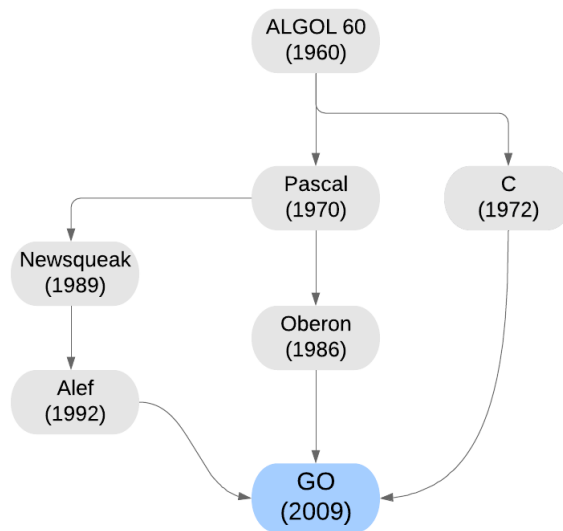 ALGOL 60
(1960)
Pascal
(1970)
C
(1972)
Newsqueak
(1989)
Oberon
(1986)
Alef
(1992)
GO
(2009)